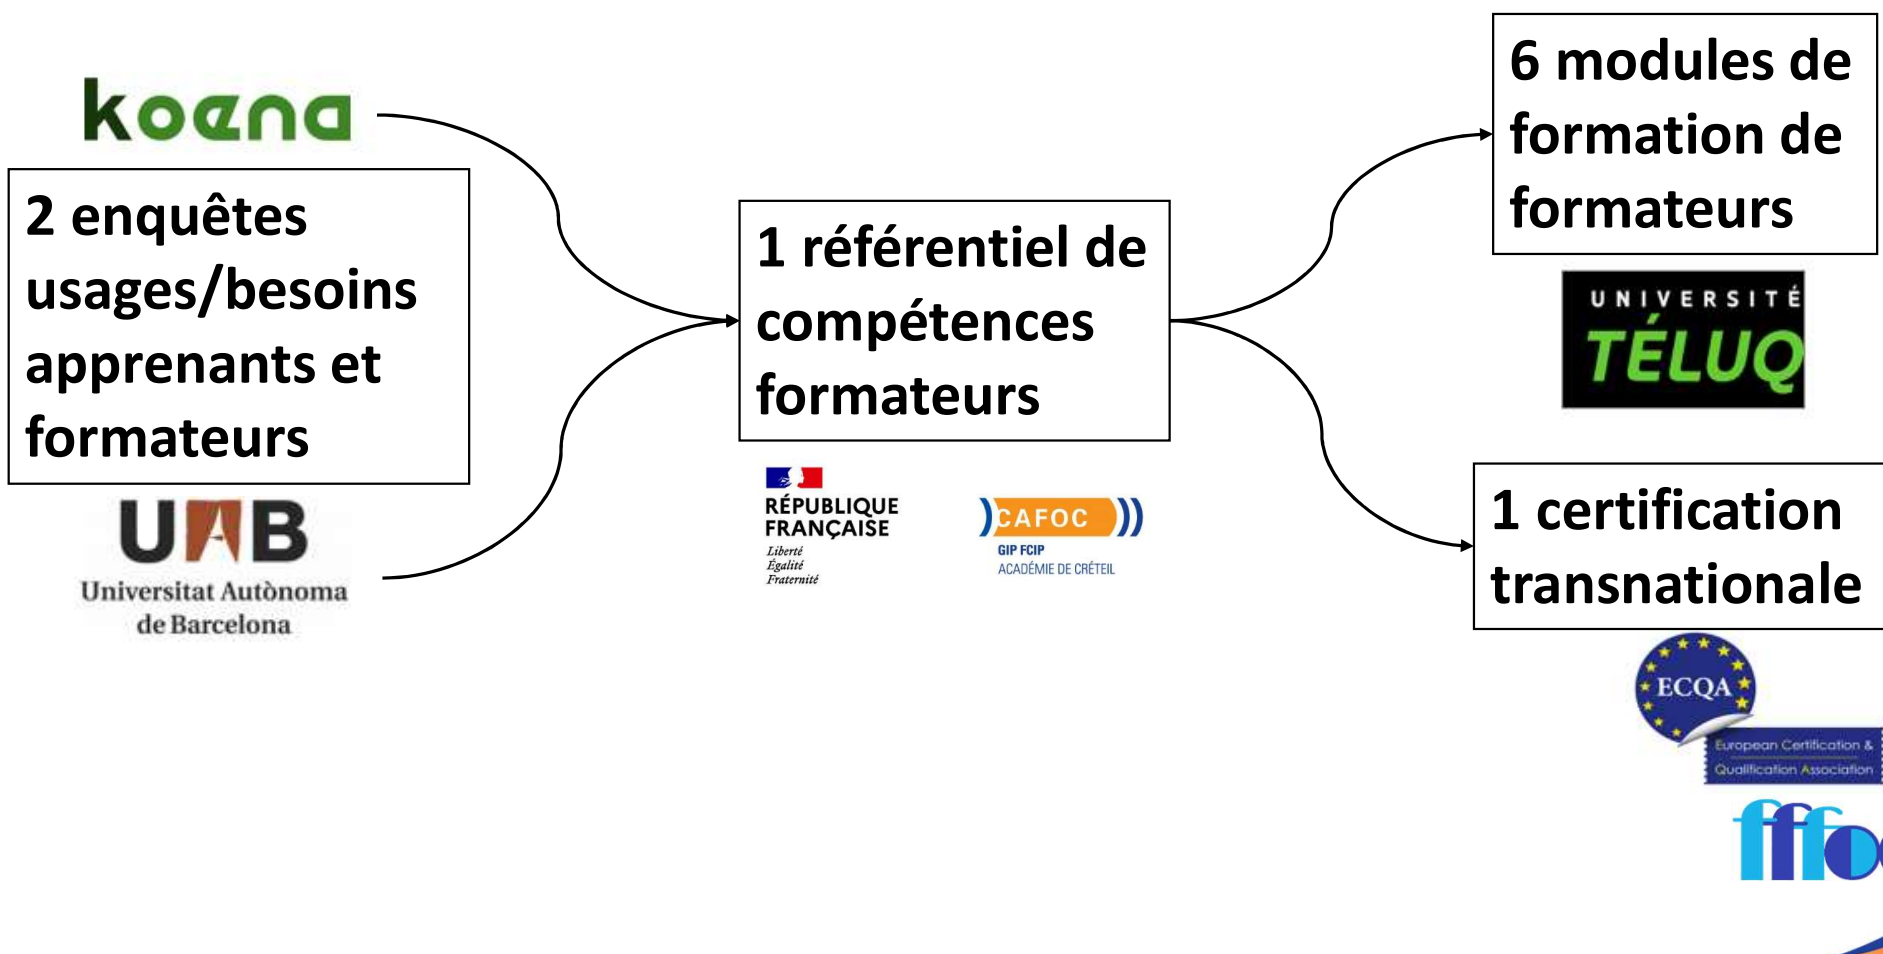 koena
2 enquêtes
usages/besoins
apprenants et
formateurs
UAB
Universitat Autònoma
de Barcelona
1 référentiel de
compétences
formateurs
RÉPUBLIQUE
FRANÇAISE
Liberté
Égalité
Fraternité
CAFOC
GIP FCIP
ACADÉMIE DE CRÉTEIL
6 modules de
formation de
formateurs
UNIVERSITÉ
TÉLUQ
1 certification
transnationale
ECQA
European Certification &
Qualification Association